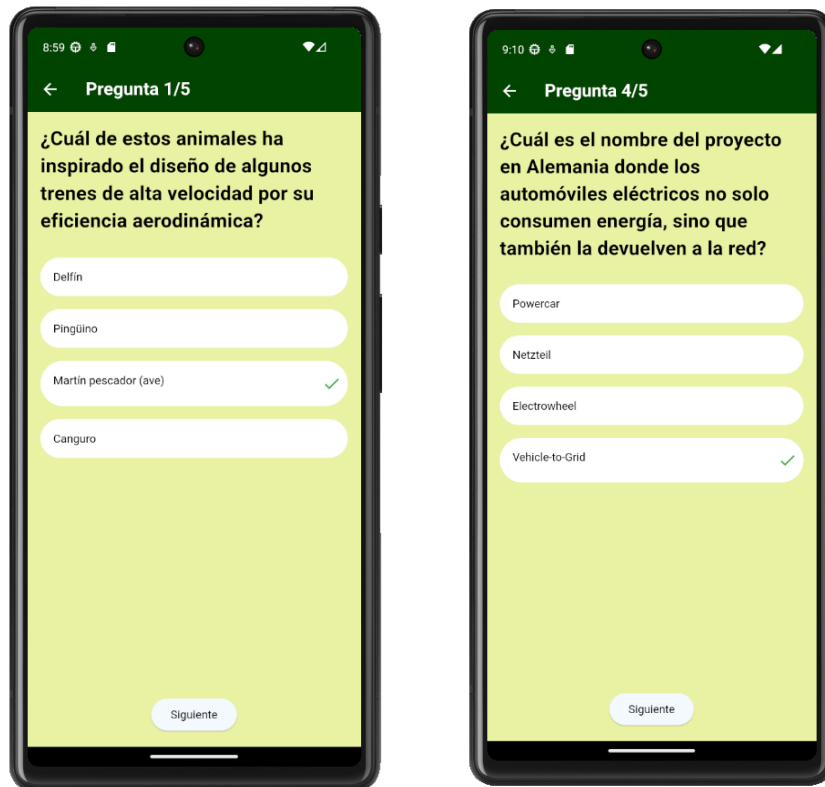 8:59
Pregunta 1/5
¿Cuál de estos animales ha
inspirado el diseño de algunos
trenes de alta velocidad por su
eficiencia aerodinámica?
Delfín
Pingüino
Martín pescador (ave)
Canguro
Siguiente
9:10
Pregunta 4/5
¿Cuál es el nombre del proyecto
en Alemania donde los
automóviles eléctricos no solo
consumen energía, sino que
también la devuelven a la red?
Powercar
Netzteil
Electrowheel
Vehicle-to-Grid
Siguiente